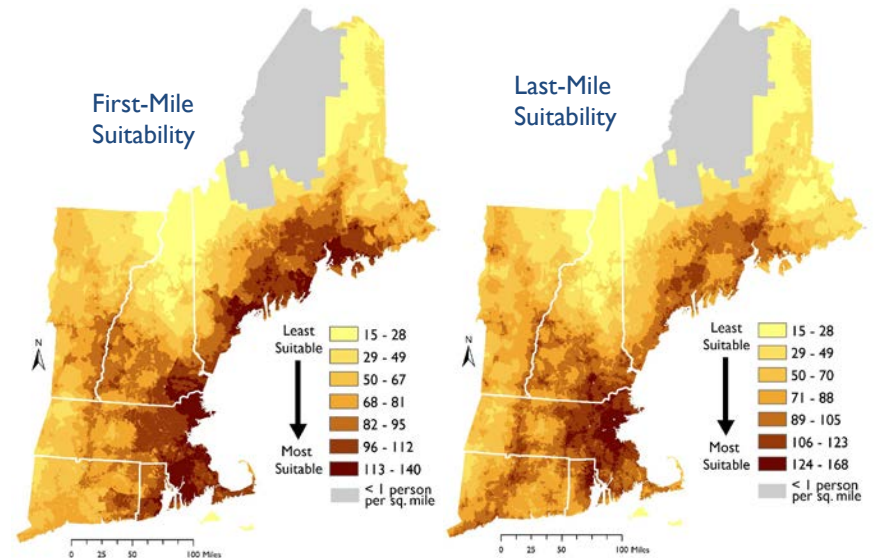 First-Mile
Suitability
N
Least
Suitable
Most
Suitable
15 - 28
29 - 49
50 - 67
68 - 81
82 - 95
96 - 112
113 - 140
< 1 person
per sq. mile
0 25 50 100 Miles
Last-Mile
Suitability
N
Least
Suitable
Most
Suitable
15 - 28
29 - 49
50 - 70
71 - 88
89 - 105
106 - 123
124 - 168
< 1 person
per sq. mile
0 25 50 100 Miles